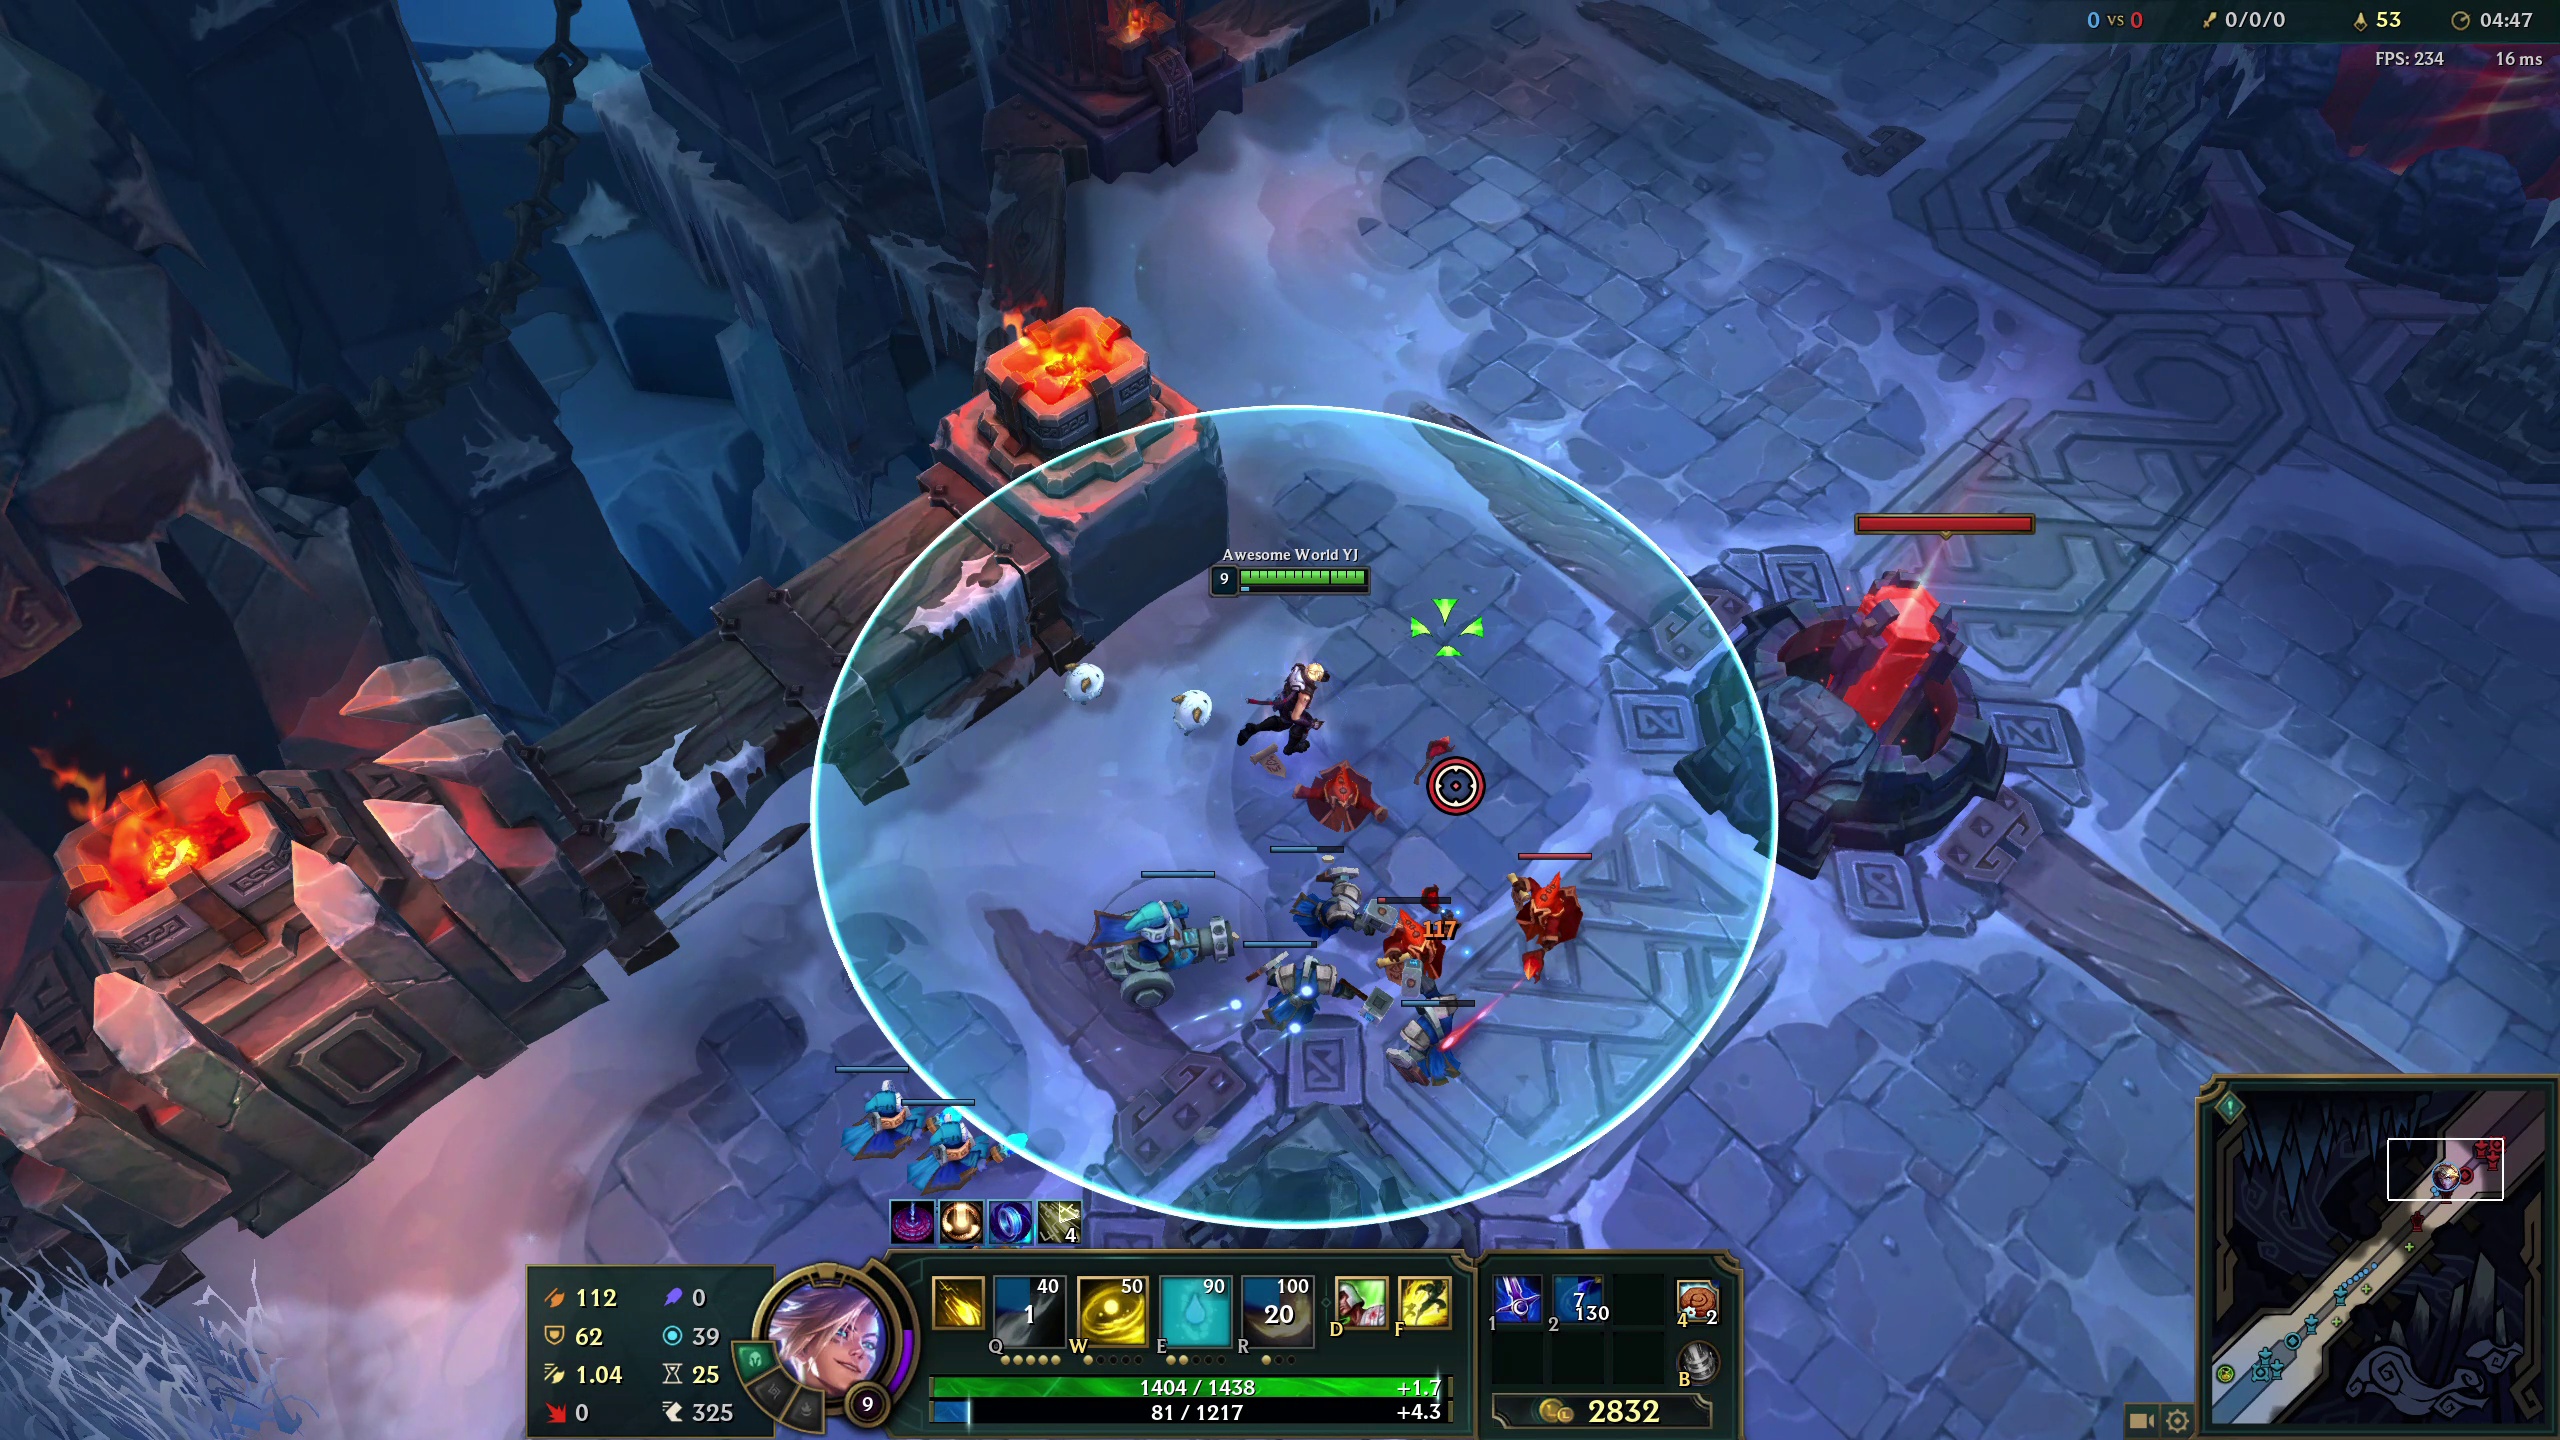 0 vs 0 0/0/0 53 04:47
FPS: 234 16 ms
Awesome World YJ
9
117
4
112 0
62 39
1.04 25
0 325
9
40 50 90 100
1 20
Q W E R D F
1404 / 1438 +1.7
81 / 1217 +4.3
1 2 7 130 4 2
B
2832